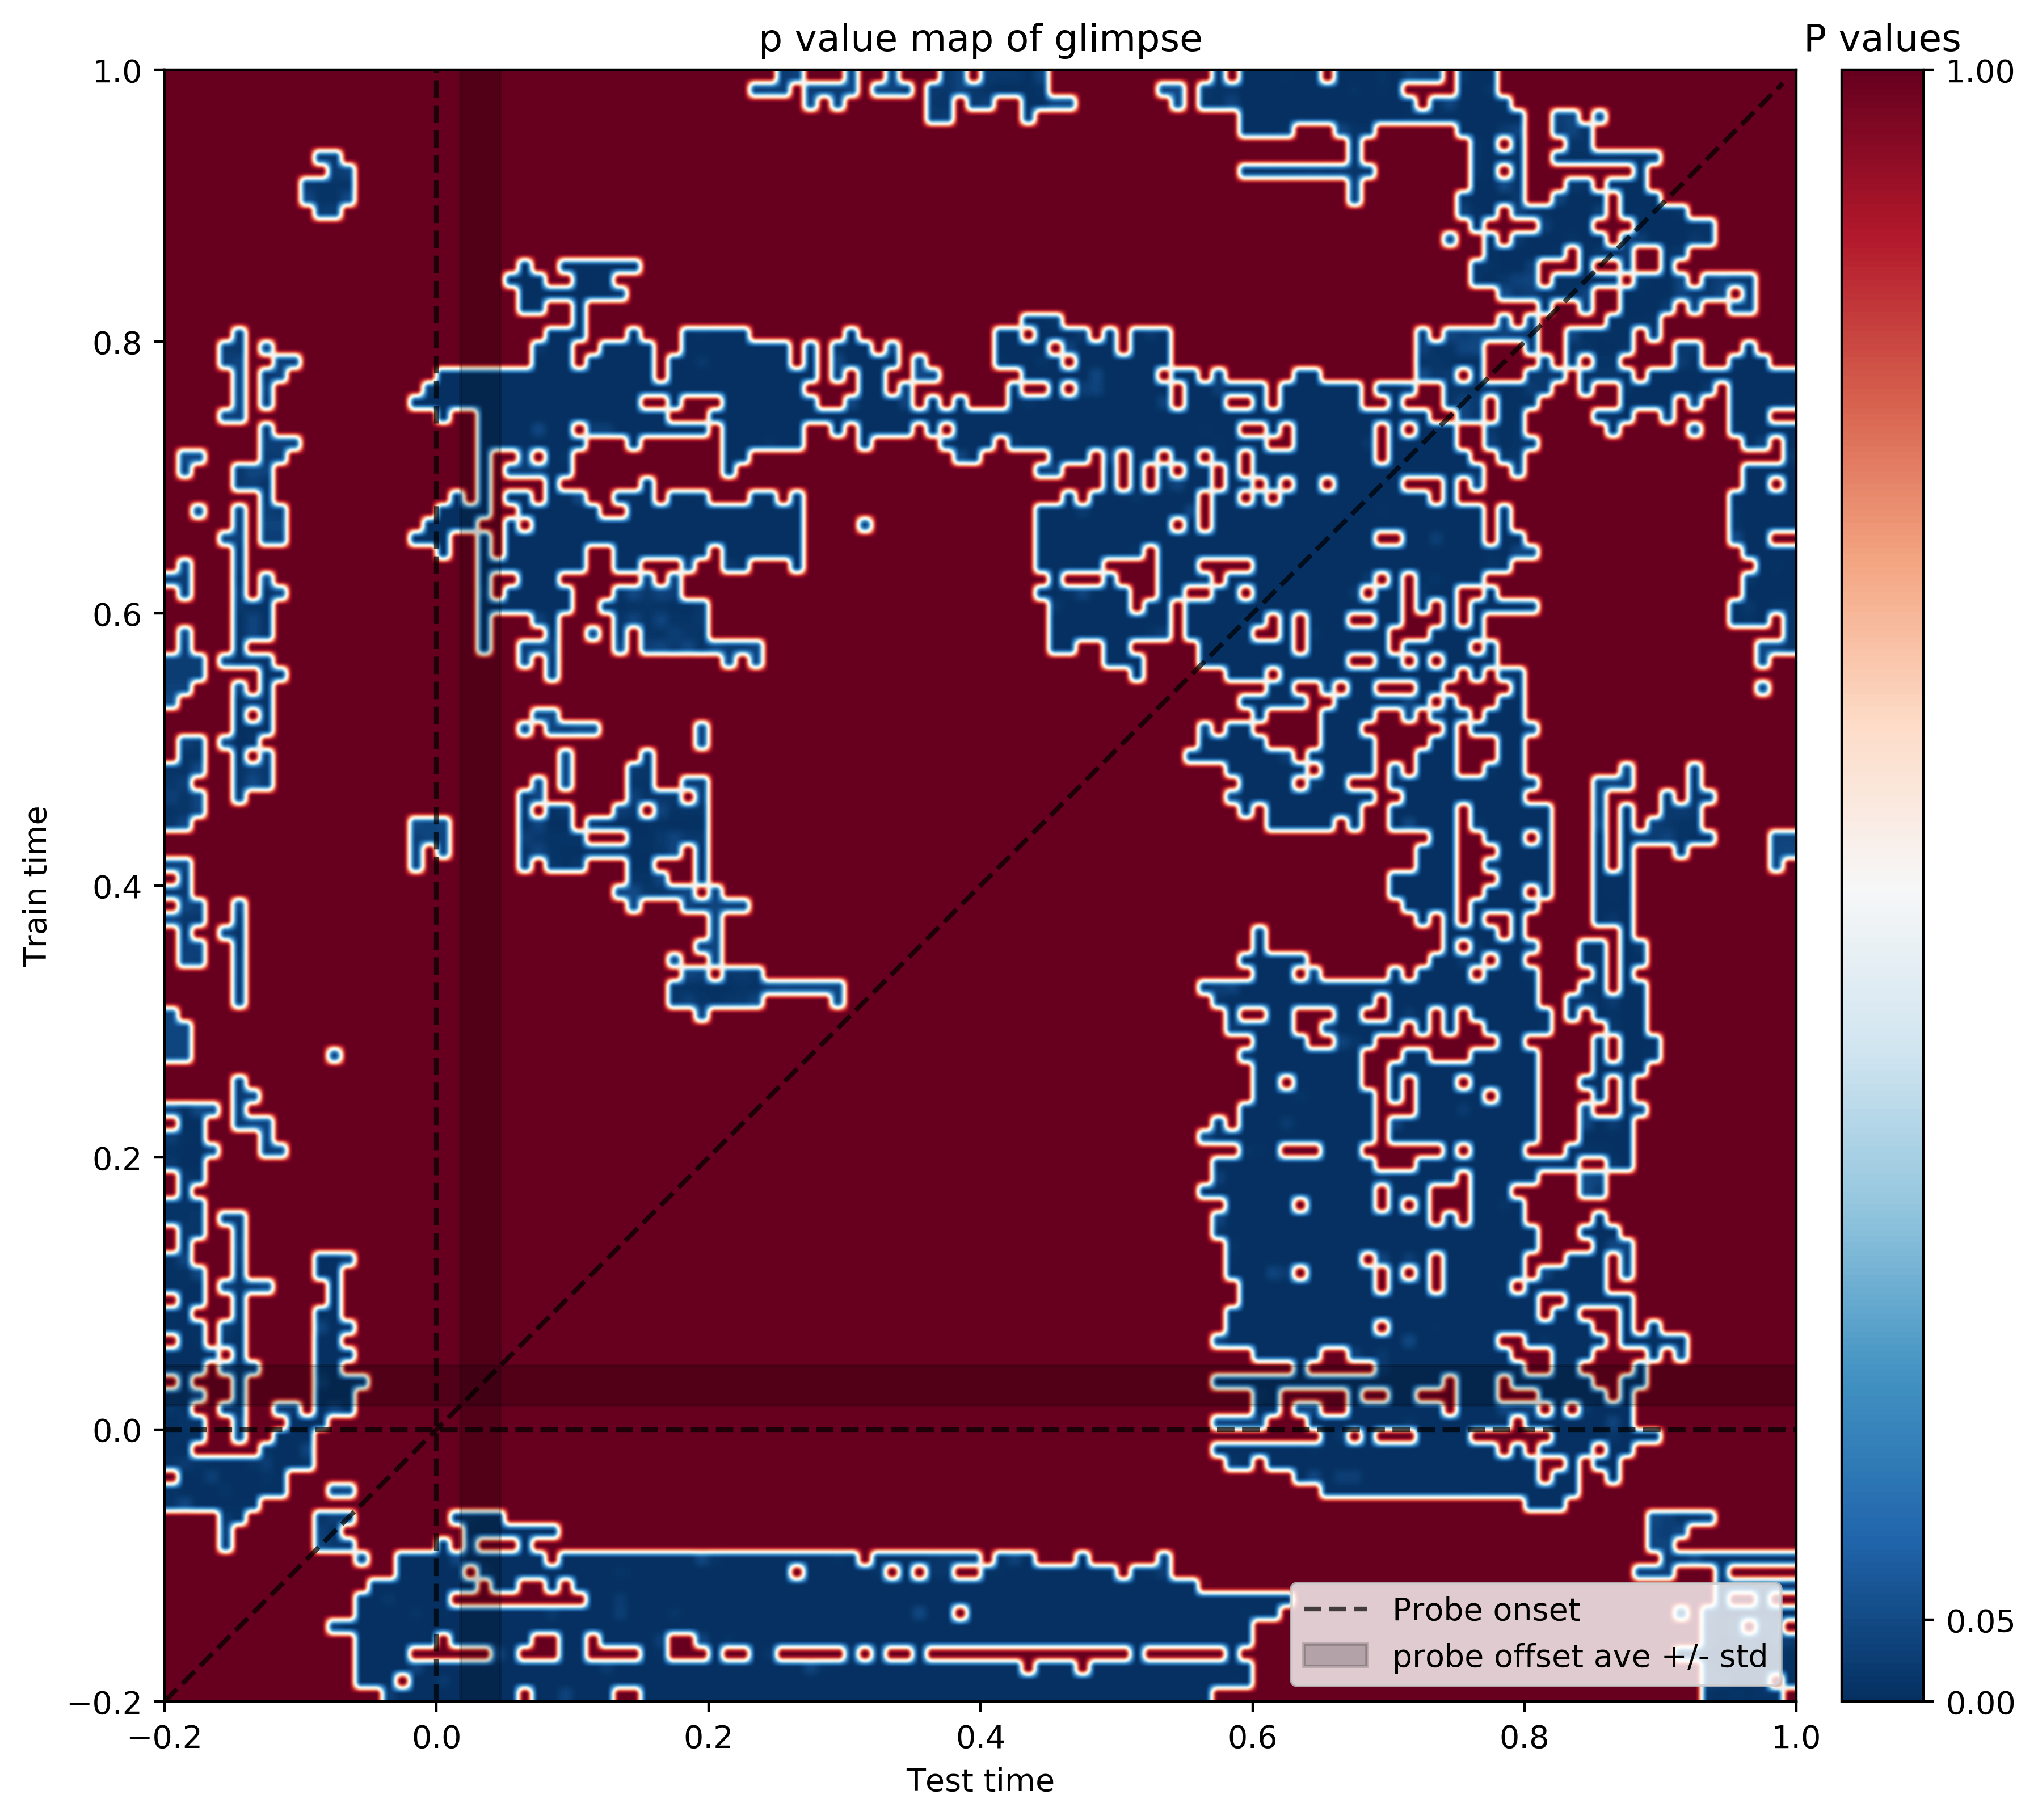 p value map of glimpse
P values
1.0
0.8
0.6
0.4
0.2
0.0
−0.2
Train time
−0.2
0.0
0.2
0.4
0.6
0.8
1.0
Test time
Probe onset
probe offset ave +/- std
1.00
0.05
0.00